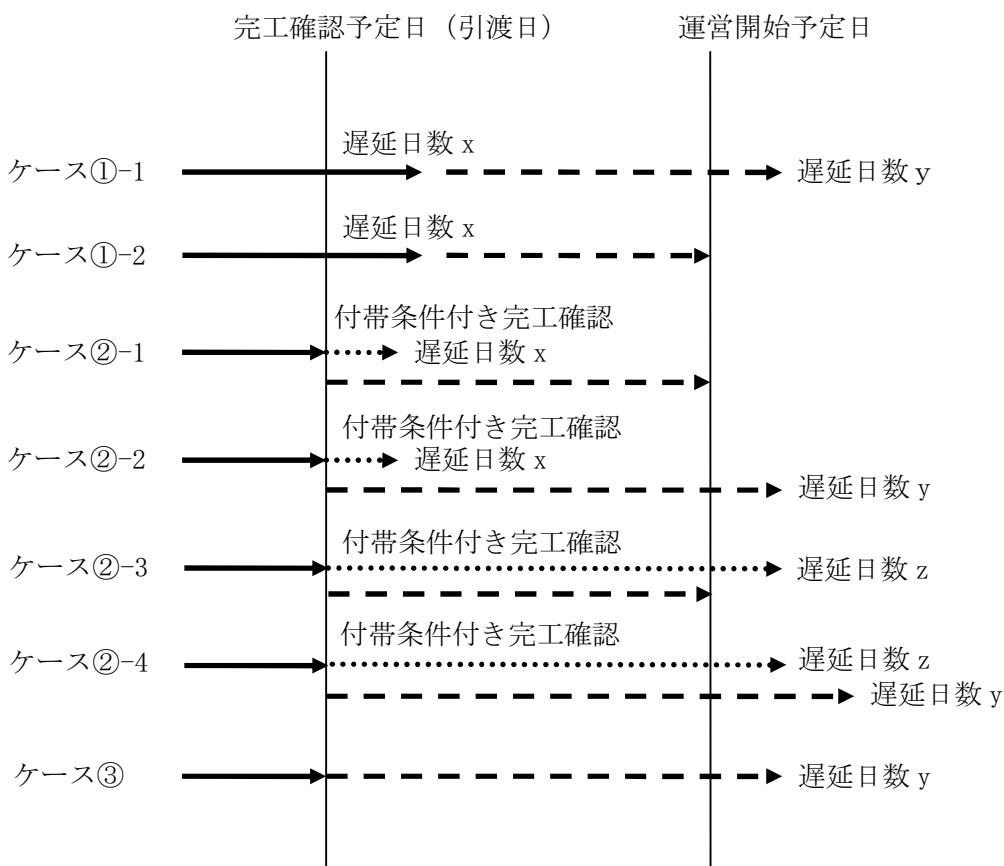 完工確認予定日（引渡日）
運営開始予定日
遅延日数 x
ケース①-1
遅延日数 y
遅延日数 x
ケース①-2
付帯条件付き完工確認
ケース②-1
遅延日数 x
付帯条件付き完工確認
ケース②-2
遅延日数 x
遅延日数 y
付帯条件付き完工確認
ケース②-3
遅延日数 z
付帯条件付き完工確認
ケース②-4
遅延日数 z
遅延日数 y
ケース③
遅延日数 y